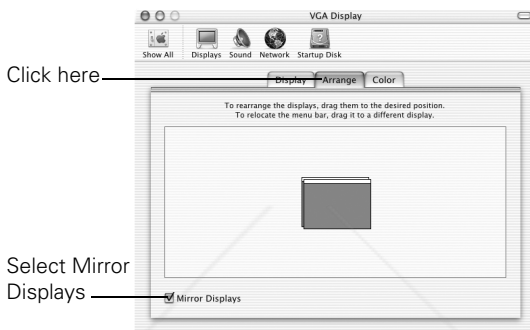 VGA Display
Show All Displays Sound Network Startup Disk
Click here
Display Arrange Color
To rearrange the displays, drag them to the desired position.
To relocate the menu bar, drag it to a different display.
Select Mirror
Displays
Mirror Displays